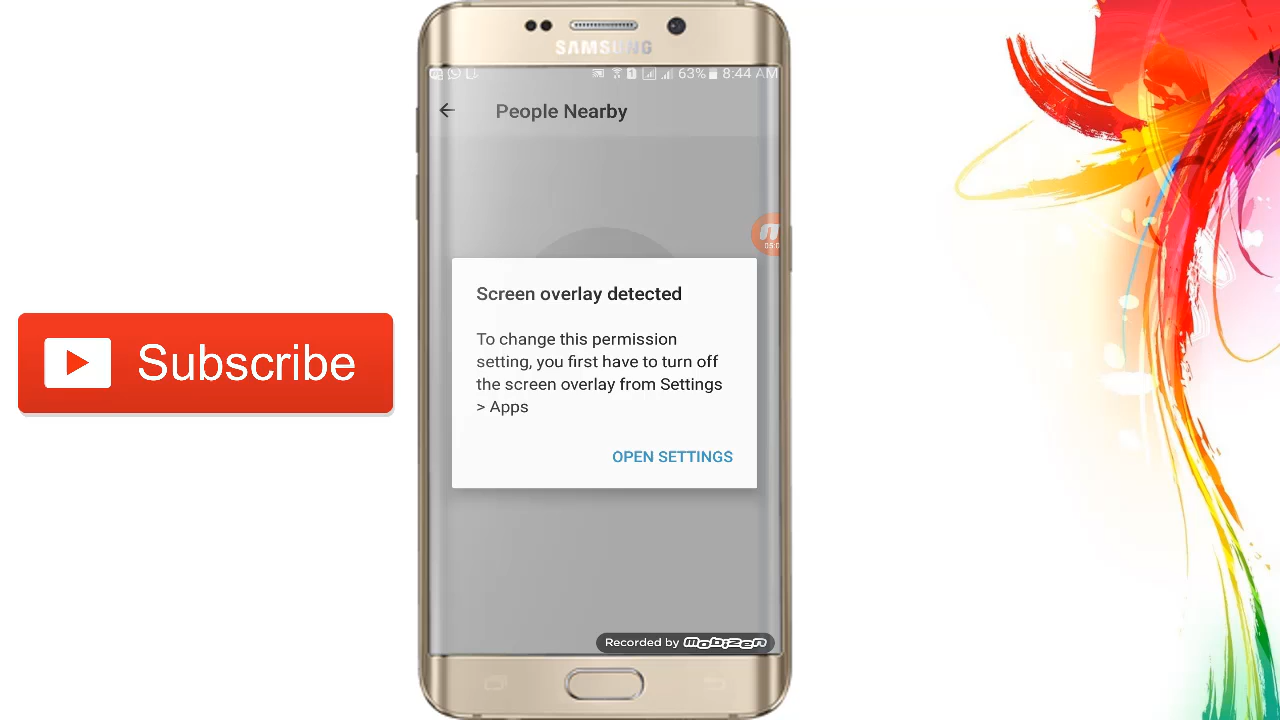 SAMSUNG
63% 8:44 AM
People Nearby
Screen overlay detected
To change this permission
setting, you first have to turn off
the screen overlay from Settings
> Apps
OPEN SETTINGS
Subscribe
Recorded by Mobizen